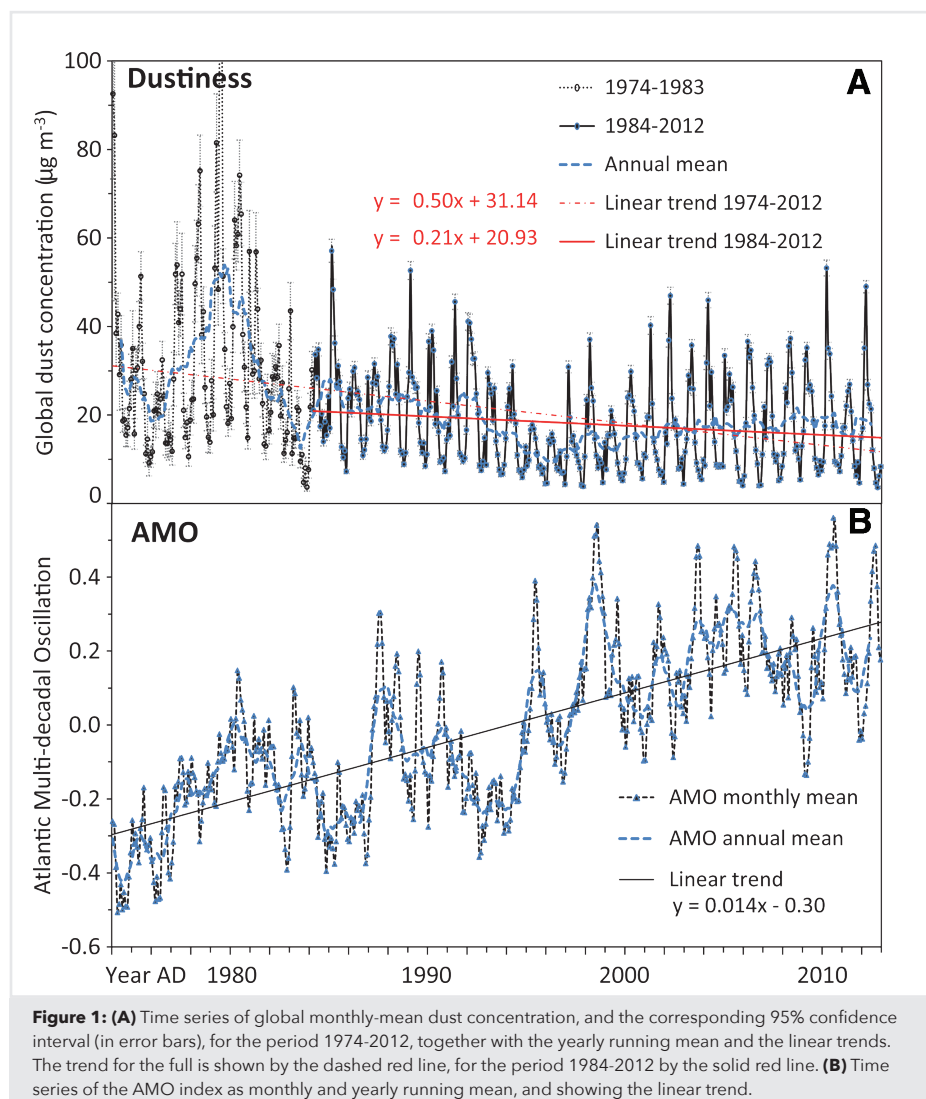 Dustiness
A
100
80
60
40
20
0
Global dust concentration (µg m-3)
1974-1983
1984-2012
Annual mean
y = 0.50x + 31.14
Linear trend 1974-2012
y = 0.21x + 20.93
Linear trend 1984-2012
AMO
B
0.4
0.2
0.0
-0.2
-0.4
-0.6
Atlantic Multi-decadal Oscillation
AMO monthly mean
AMO annual mean
Linear trend
y = 0.014x - 0.30
Year AD 1980 1990 2000 2010
Figure 1: (A) Time series of global monthly-mean dust concentration, and the corresponding 95% confidence
interval (in error bars), for the period 1974-2012, together with the yearly running mean and the linear trends.
The trend for the full is shown by the dashed red line, for the period 1984-2012 by the solid red line. (B) Time
series of the AMO index as monthly and yearly running mean, and showing the linear trend.